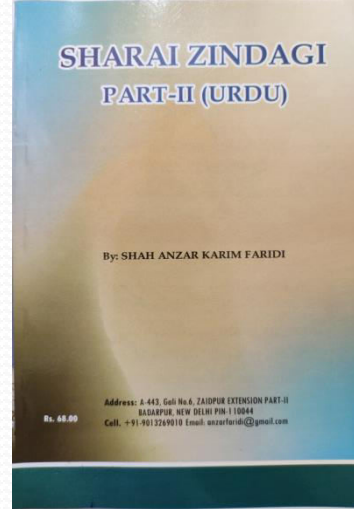 SHARAI ZINDAGI
PART-II (URDU)
By: SHAH ANZAR KARIM FARIDI
Address: A-443, Gali No.6, ZAIDPUR EXTENSION PART-II
BADARPUR, NEW DELHI PIN-110044
Rs. 60.00
Cell. +91-9013269010 Email: anzarfaridi@gmail.com